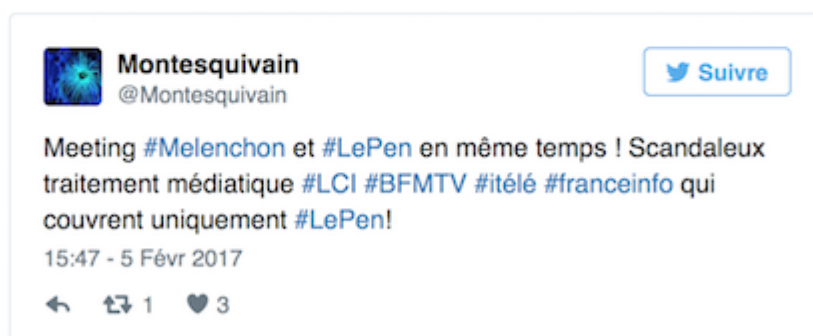 Montesquivain
@Montesquivain
Suivre
Meeting #Melenchon et #LePen en même temps ! Scandaleux
traitement médiatique #LCI #BFMTV #itélé #franceinfo qui
couvrent uniquement #LePen!
15:47 - 5 Févr 2017
1 3